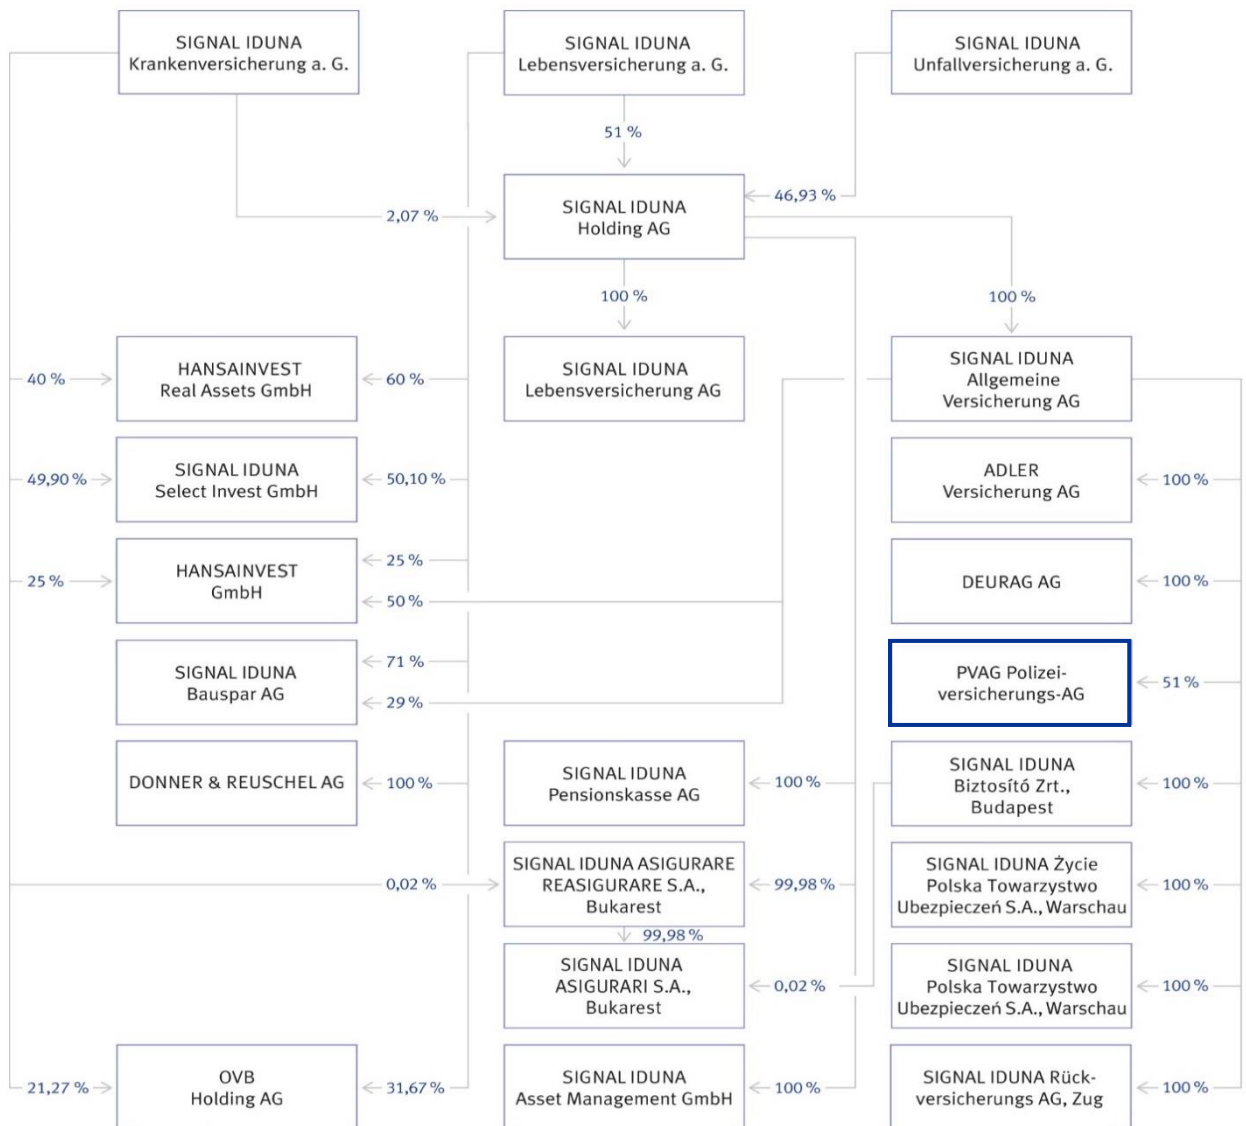 SIGNAL IDUNA
Krankenversicherung a. G.
SIGNAL IDUNA
Lebensversicherung a. G.
SIGNAL IDUNA
Unfallversicherung a. G.
51 %
46,93 %
2,07 %
SIGNAL IDUNA
Holding AG
100 %
100 %
40 %
HANSAINVEST
Real Assets GmbH
60 %
SIGNAL IDUNA
Lebensversicherung AG
SIGNAL IDUNA
Allgemeine
Versicherung AG
49,90 %
SIGNAL IDUNA
Select Invest GmbH
50,10 %
ADLER
Versicherung AG
100 %
25 %
HANSAINVEST
GmbH
25 %
50 %
DEURAG AG
100 %
SIGNAL IDUNA
Bauspar AG
71 %
29 %
PVAG Polizei-
versicherungs-AG
51 %
DONNER & REUSCHEL AG
100 %
SIGNAL IDUNA
Pensionskasse AG
100 %
SIGNAL IDUNA
Biztosító Zrt.,
Budapest
100 %
0,02 %
SIGNAL IDUNA ASIGURARE
REASIGURARE S.A.,
Bukarest
99,98 %
SIGNAL IDUNA Życie
Polska Towarzystwo
Ubezpieczeń S.A., Warschau
100 %
99,98 %
SIGNAL IDUNA
ASIGURARI S.A.,
Bukarest
0,02 %
SIGNAL IDUNA
Polska Towarzystwo
Ubezpieczeń S.A., Warschau
100 %
21,27 %
OVB
Holding AG
31,67 %
SIGNAL IDUNA
Asset Management GmbH
100 %
SIGNAL IDUNA Rück-
versicherungs AG, Zug
100 %